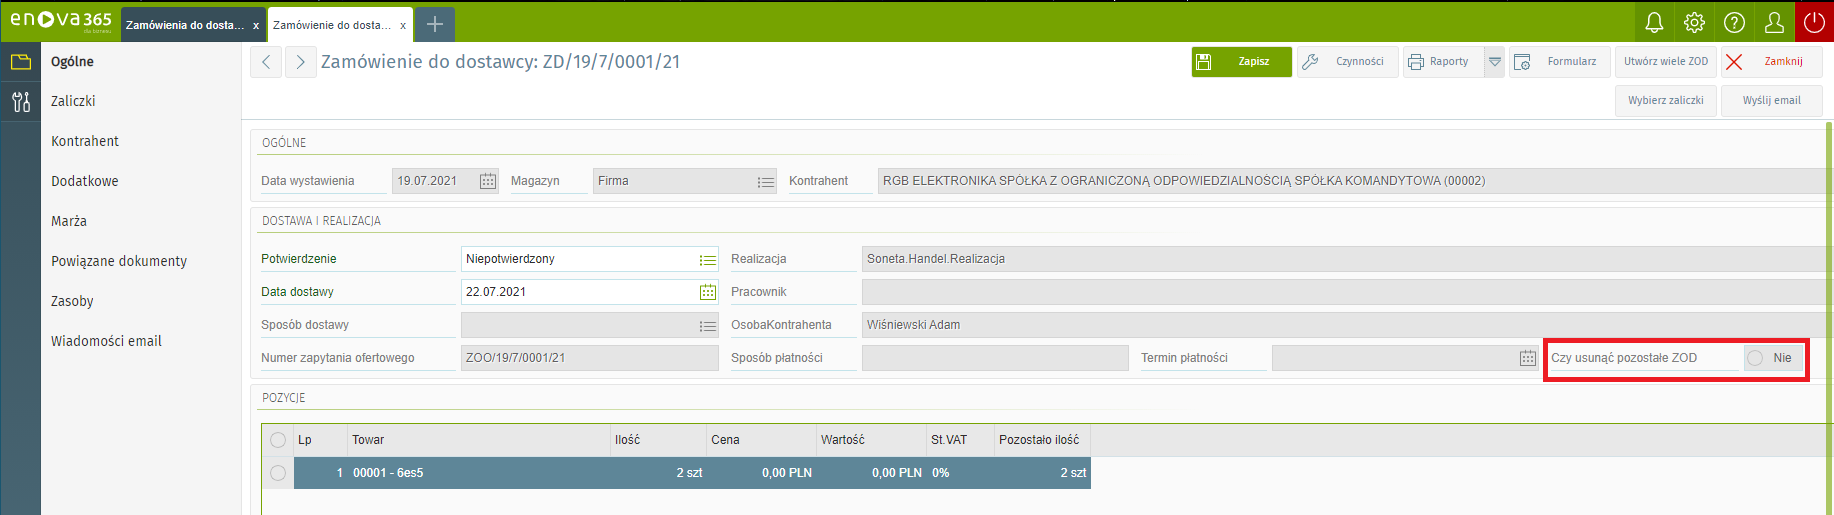 enova365
dla biznesu
Zamówienia do dosta... x
Zamówienie do dosta... x
Ogólne
Zaliczki
Kontrahent
Dodatkowe
Marża
Powiązane dokumenty
Zasoby
Wiadomości email
Zamówienie do dostawcy: ZD/19/7/0001/21
Zapisz
Czynności
Raporty
Formularz
Utwórz wiele ZOD
Zamknij
Wybierz zaliczki
Wyślij email
OGÓLNE
Data wystawienia 19.07.2021 Magazyn Firma Kontrahent RGB ELEKTRONIKA SPÓŁKA Z OGRANICZONĄ ODPOWIEDZIALNOŚCIĄ SPÓŁKA KOMANDYTOWA (00002)
DOSTAWA I REALIZACJA
Potwierdzenie Niepotwierdzony Realizacja Soneta.Handel.Realizacja
Data dostawy 22.07.2021 Pracownik
Sposób dostawy OsobaKontrahenta Wiśniewski Adam
Numer zapytania ofertowego ZOO/19/7/0001/21 Sposób płatności Termin płatności Czy usunąć pozostałe ZOD Nie
POZYCJE
Lp Towar Ilość Cena Wartość St.VAT Pozostało ilość
1 00001 - 6es5 2 szt 0,00 PLN 0,00 PLN 0% 2 szt